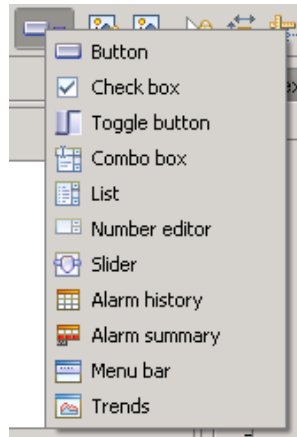 Button
Check box
Toggle button
Combo box
List
Number editor
Slider
Alarm history
Alarm summary
Menu bar
Trends